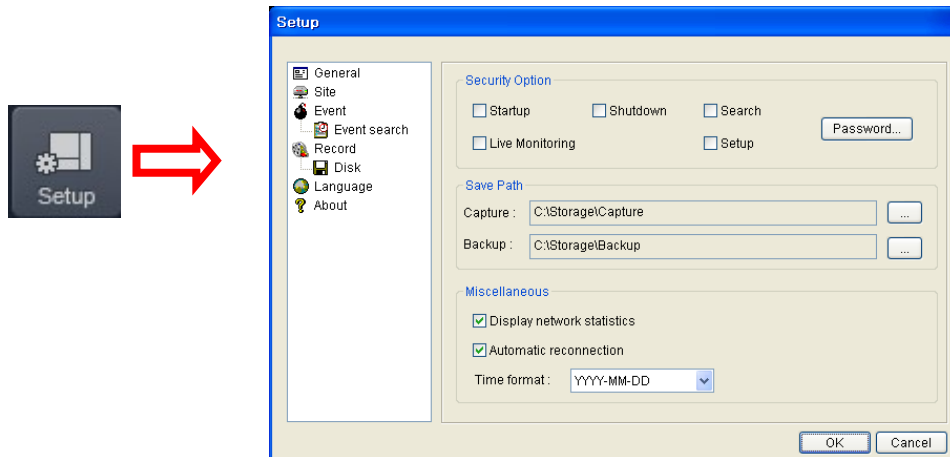 Setup
Setup
General
Site
Event
Event search
Record
Disk
Language
About
Security Option
Startup
Shutdown
Search
Live Monitoring
Setup
Password...
Save Path
Capture :
C:\Storage\Capture
...
Backup :
C:\Storage\Backup
...
Miscellaneous
Display network statistics
Automatic reconnection
Time format :
YYYY-MM-DD
OK
Cancel